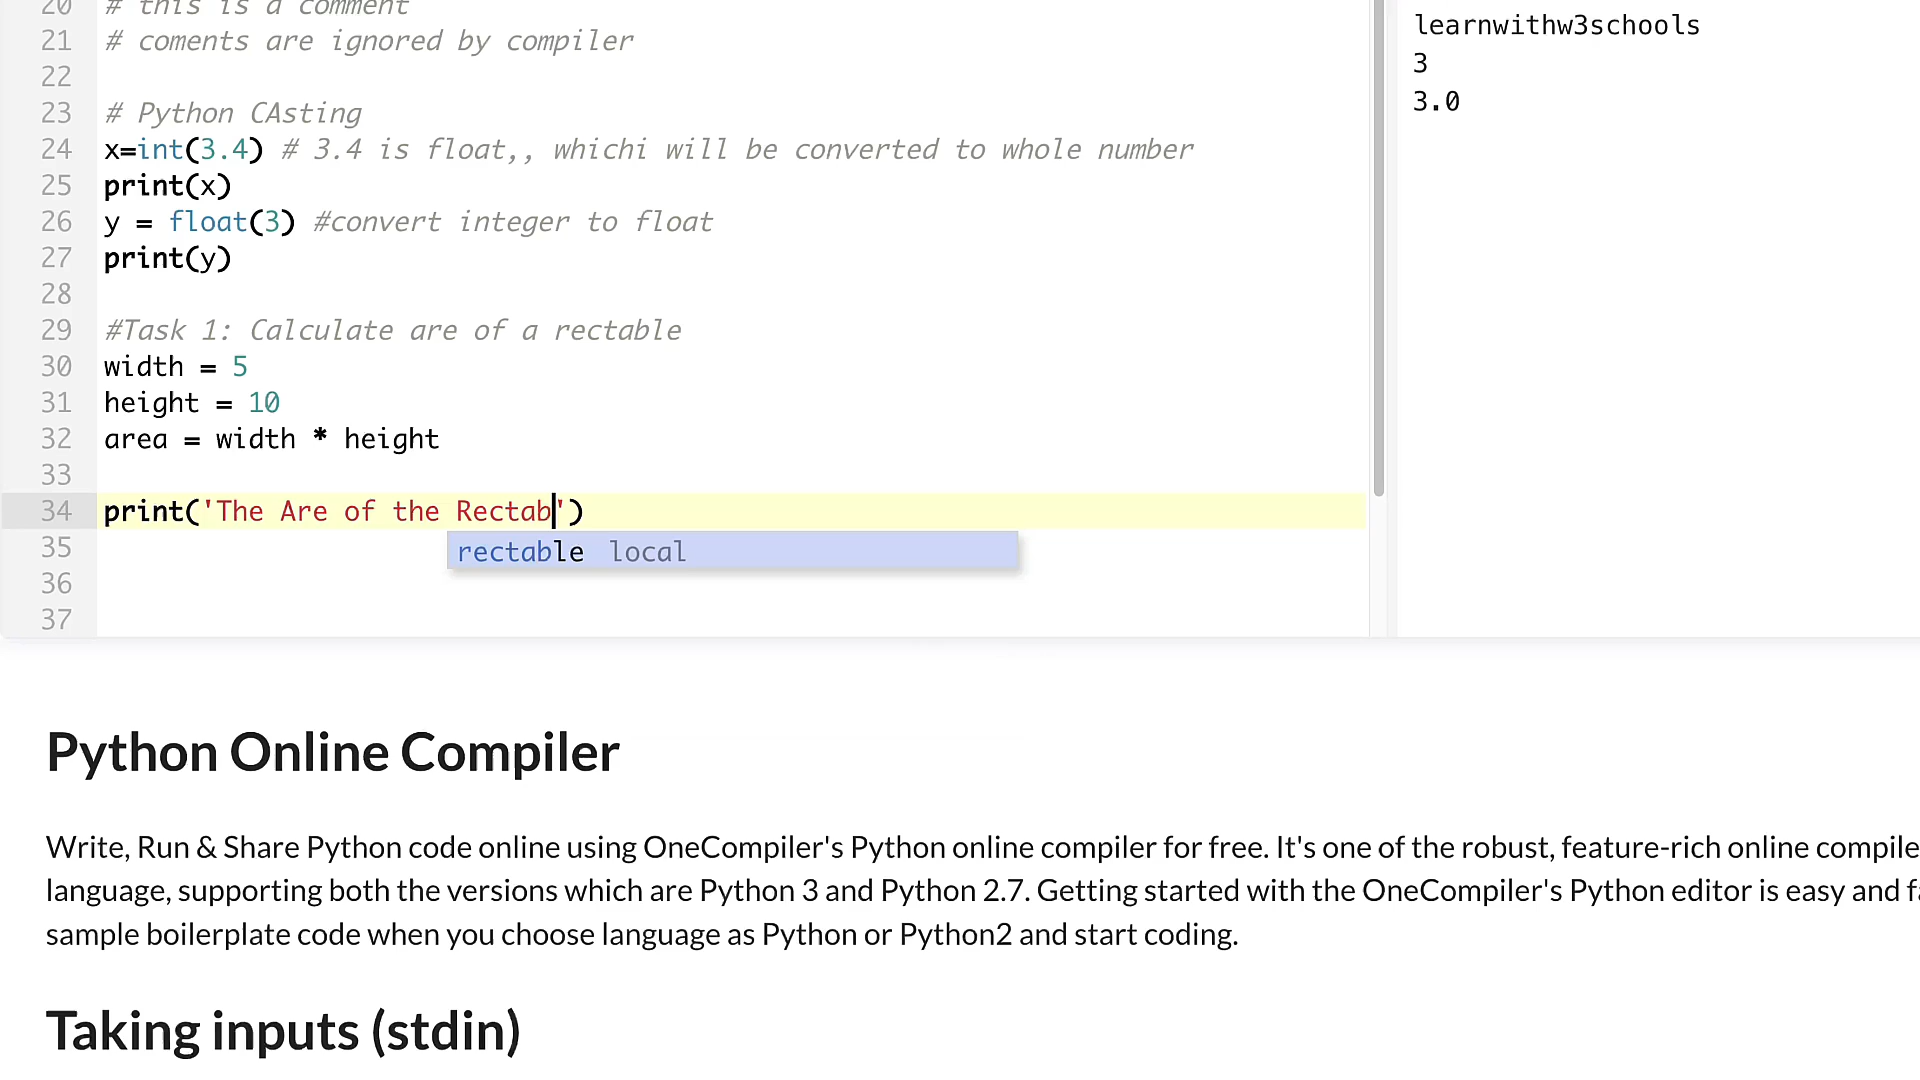 20 # this is a comment
21 # coments are ignored by compiler
22
23 # Python CAsting
24 x=int(3.4) # 3.4 is float,, whichi will be converted to whole number
25 print(x)
26 y = float(3) #convert integer to float
27 print(y)
28
29 #Task 1: Calculate are of a rectable
30 width = 5
31 height = 10
32 area = width * height
33
34 print('The Are of the Rectab')
rectable local
35
36
37
learnwithw3schools
3
3.0
Python Online Compiler
Write, Run & Share Python code online using OneCompiler's Python online compiler for free. It's one of the robust, feature-rich online compile
language, supporting both the versions which are Python 3 and Python 2.7. Getting started with the OneCompiler's Python editor is easy and fa
sample boilerplate code when you choose language as Python or Python2 and start coding.
Taking inputs (stdin)